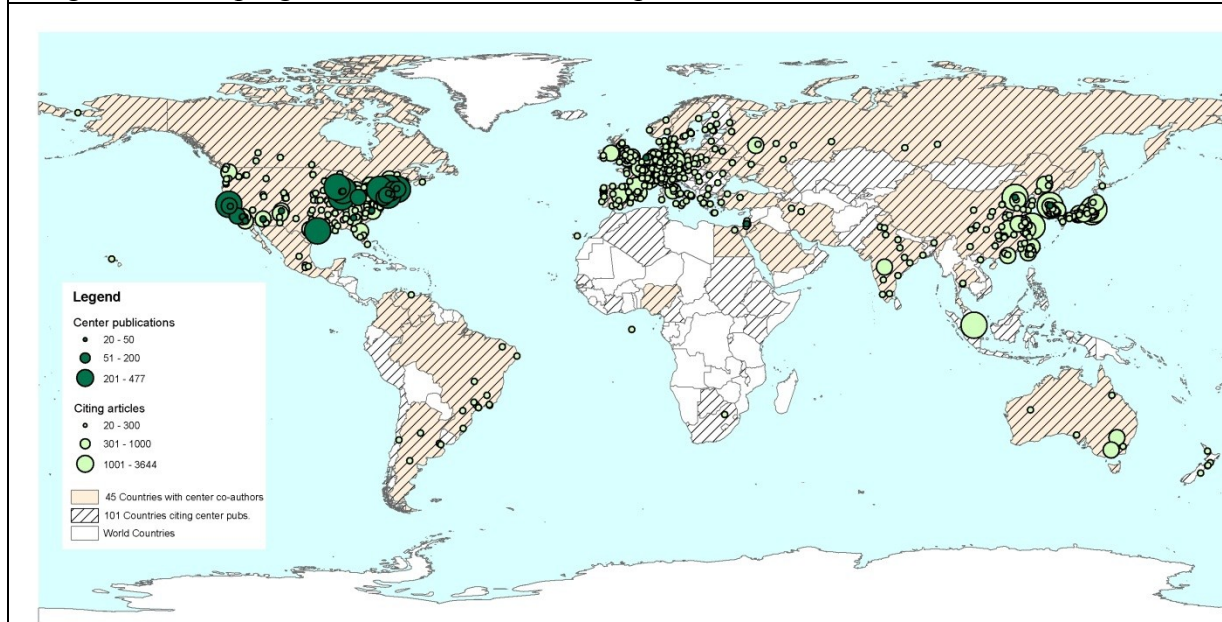 Legend
Center publications
20 - 50
51 - 200
201 - 477
Citing articles
20 - 300
301 - 1000
1001 - 3644
45 Countries with center co-authors
101 Countries citing center pubs.
World Countries